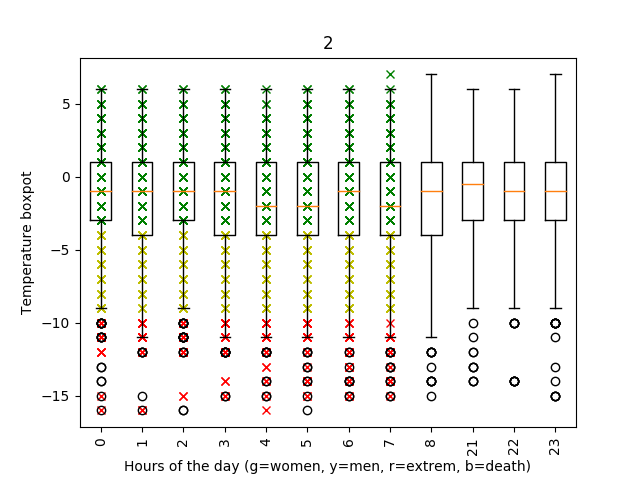 2
Temperature boxpot
5
0
−5
−10
−15
0 1 2 3 4 5 6 7 8 21 22 23
Hours of the day (g=women, y=men, r=extrem, b=death)